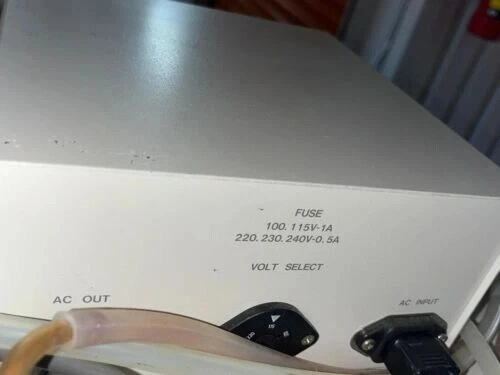 FUSE
100. 115V-1A
220. 230. 240V-0. 5A
VOLT SELECT
AC OUT
AC INPUT